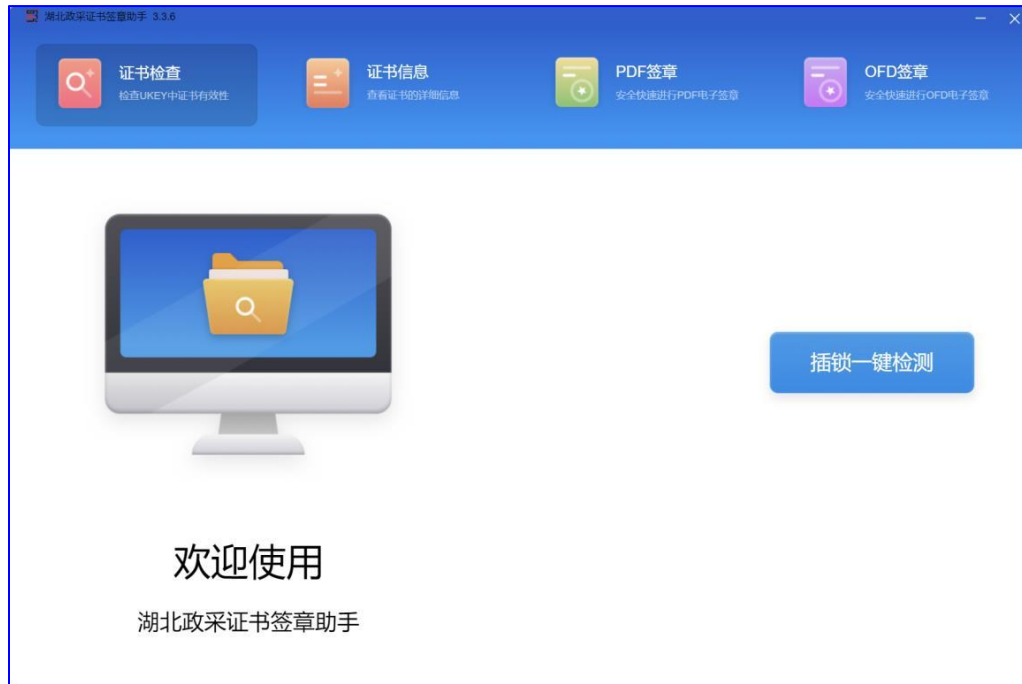 湖北政采证书签章助手 3.3.6
证书检查
检查UKEY中证书有效性
证书信息
查看证书的详细信息
PDF签章
安全快速进行PDF电子签章
OFD签章
安全快速进行OFD电子签章
插锁一键检测
欢迎使用
湖北政采证书签章助手